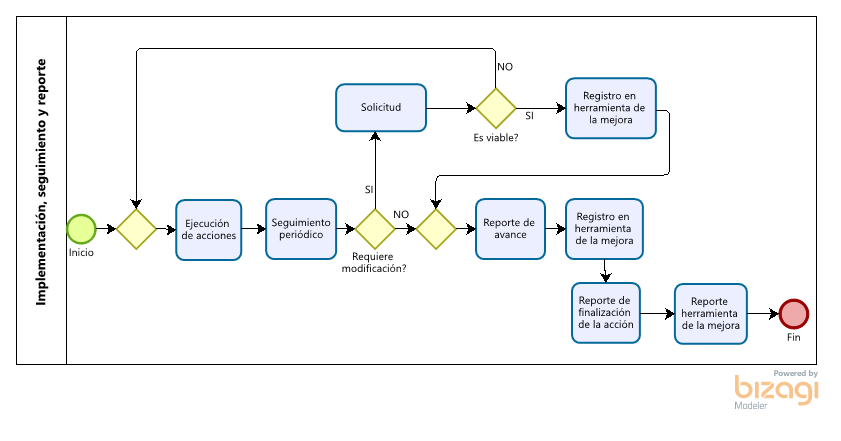 Implementación, seguimiento y reporte
NO
Solicitud
Es viable?
SI
Registro en
herramienta de
la mejora
SI
Inicio
Ejecución
de acciones
Seguimiento
periódico
NO
Requiere
modificación?
Reporte de
avance
Registro en
herramienta
de la mejora
Reporte de
finalización
de la acción
Reporte
herramienta
de la mejora
Fin
Powered by
bizagi
Modeler